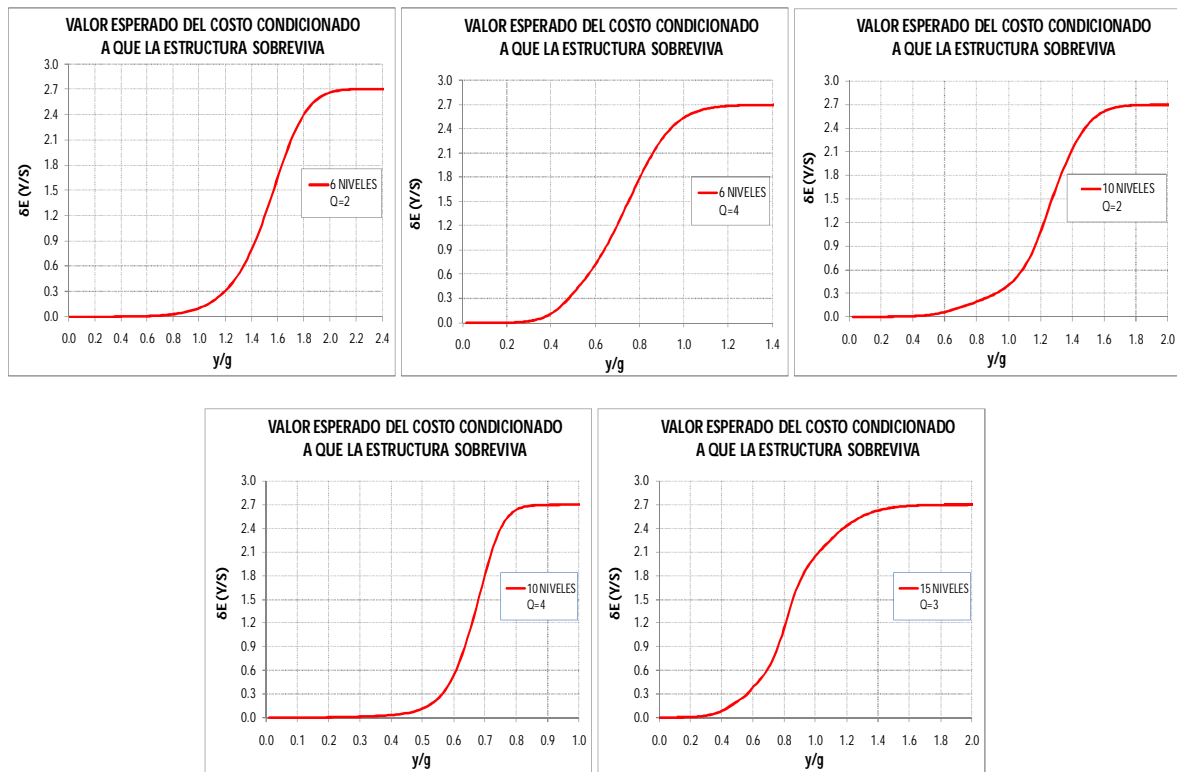 VALOR ESPERADO DEL COSTO CONDICIONADO
A QUE LA ESTRUCTURA SOBREVIVA
3.0
2.7
2.4
2.1
1.8
1.5
1.2
0.9
0.6
0.3
0.0
δE (Y/S)
6 NIVELES
Q=2
0.0 0.2 0.4 0.6 0.8 1.0 1.2 1.4 1.6 1.8 2.0 2.2 2.4
y/g
VALOR ESPERADO DEL COSTO CONDICIONADO
A QUE LA ESTRUCTURA SOBREVIVA
3.0
2.7
2.4
2.1
1.8
1.5
1.2
0.9
0.6
0.3
0.0
δE (Y/S)
6 NIVELES
Q=4
0.0 0.2 0.4 0.6 0.8 1.0 1.2 1.4
y/g
VALOR ESPERADO DEL COSTO CONDICIONADO
A QUE LA ESTRUCTURA SOBREVIVA
3.0
2.7
2.4
2.1
1.8
1.5
1.2
0.9
0.6
0.3
0.0
δE (Y/S)
10 NIVELES
Q=2
0.0 0.2 0.4 0.6 0.8 1.0 1.2 1.4 1.6 1.8 2.0
y/g
VALOR ESPERADO DEL COSTO CONDICIONADO
A QUE LA ESTRUCTURA SOBREVIVA
3.0
2.7
2.4
2.1
1.8
1.5
1.2
0.9
0.6
0.3
0.0
δE (Y/S)
10 NIVELES
Q=4
0.0 0.1 0.2 0.3 0.4 0.5 0.6 0.7 0.8 0.9 1.0
y/g
VALOR ESPERADO DEL COSTO CONDICIONADO
A QUE LA ESTRUCTURA SOBREVIVA
3.0
2.7
2.4
2.1
1.8
1.5
1.2
0.9
0.6
0.3
0.0
δE (Y/S)
15 NIVELES
Q=3
0.0 0.2 0.4 0.6 0.8 1.0 1.2 1.4 1.6 1.8 2.0
y/g